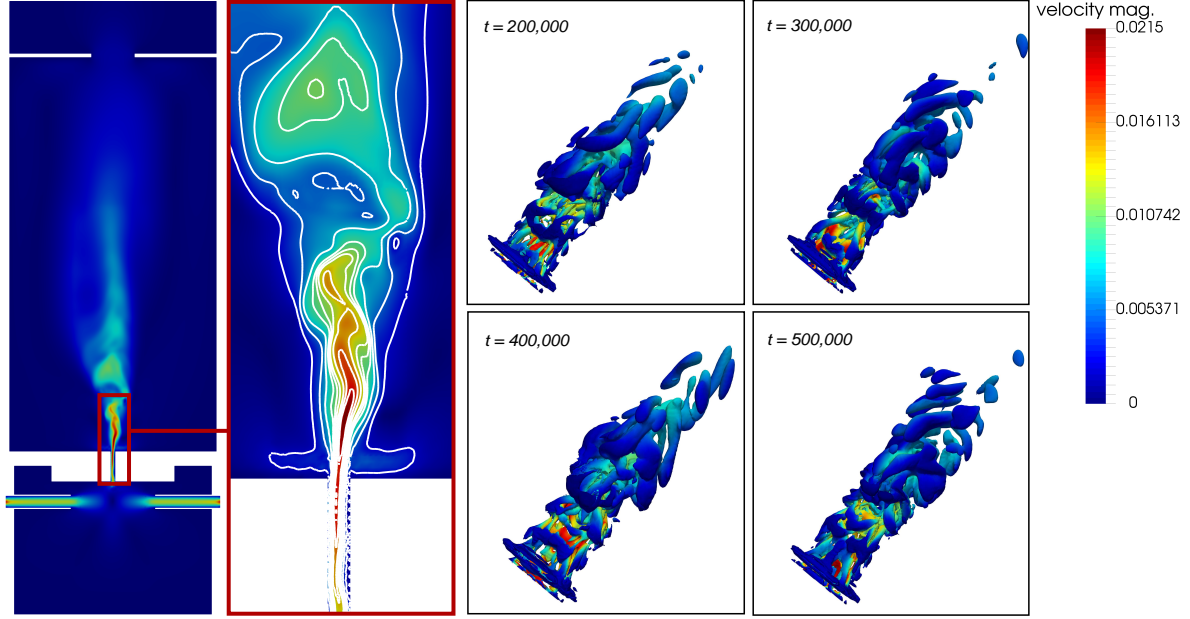 t = 200,000
t = 300,000
velocity mag.
0.0215
0.016113
0.010742
0.005371
0
t = 400,000
t = 500,000